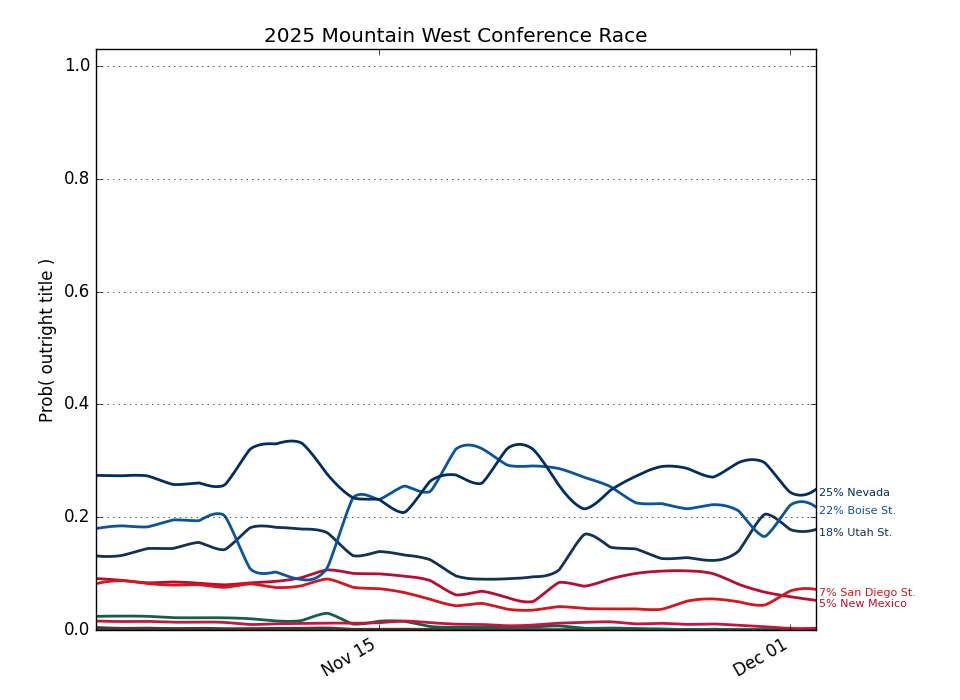 2025 Mountain West Conference Race
1.0
0.8
0.6
0.4
0.2
0.0
Prob( outright title )
25% Nevada
22% Boise St.
18% Utah St.
7% San Diego St.
5% New Mexico
Nov 15
Dec 01